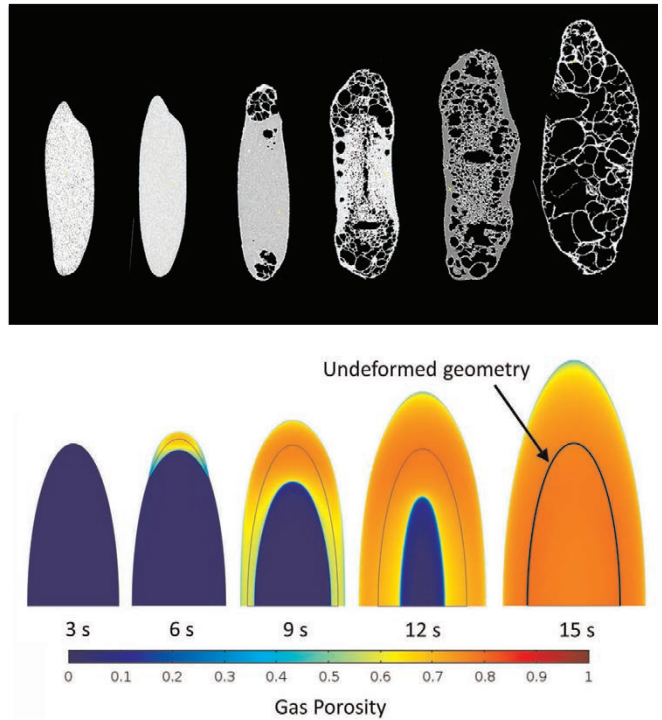 Undeformed geometry
3 s 6 s 9 s 12 s 15 s
0 0.1 0.2 0.3 0.4 0.5 0.6 0.7 0.8 0.9 1
Gas Porosity